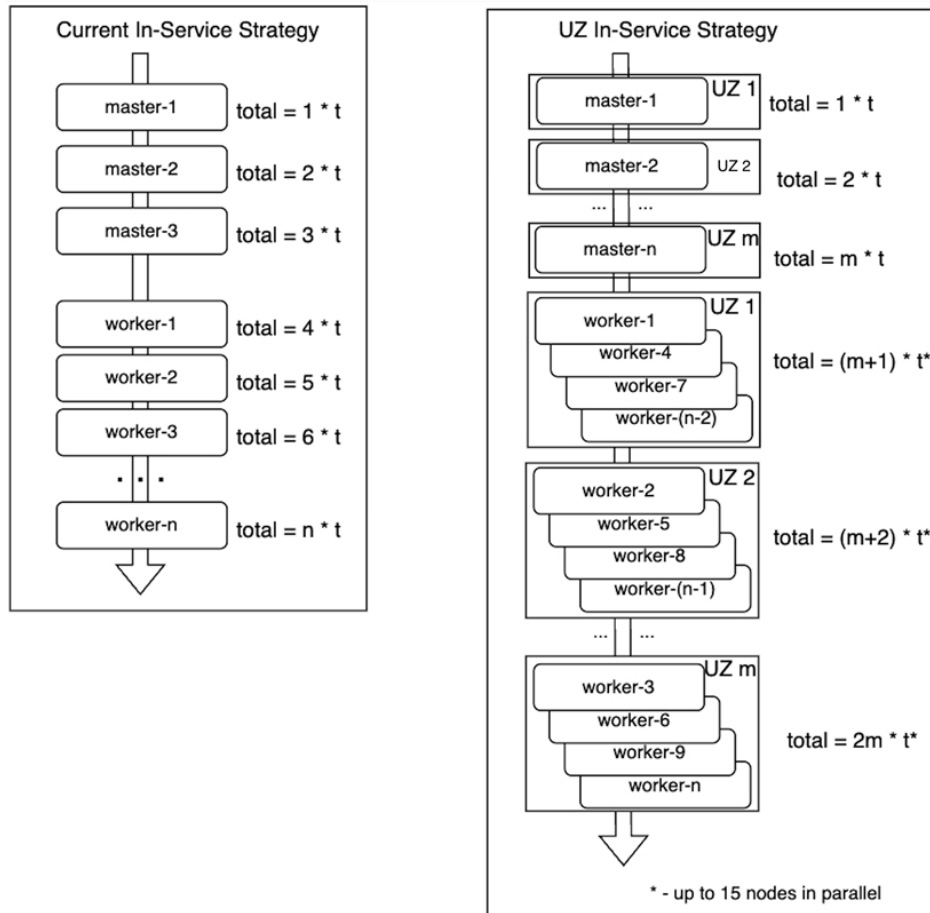 Current In-Service Strategy
master-1
total = 1 * t
master-2
total = 2 * t
master-3
total = 3 * t
worker-1
total = 4 * t
worker-2
total = 5 * t
worker-3
total = 6 * t
. . .
worker-n
total = n * t
UZ In-Service Strategy
UZ 1
master-1
total = 1 * t
master-2
UZ 2
total = 2 * t
... ...
UZ m
master-n
total = m * t
UZ 1
worker-1
worker-4
worker-7
worker-(n-2)
total = (m+1) * t*
UZ 2
worker-2
worker-5
worker-8
worker-(n-1)
total = (m+2) * t*
... ...
UZ m
worker-3
worker-6
worker-9
worker-n
total = 2m * t*
* - up to 15 nodes in parallel